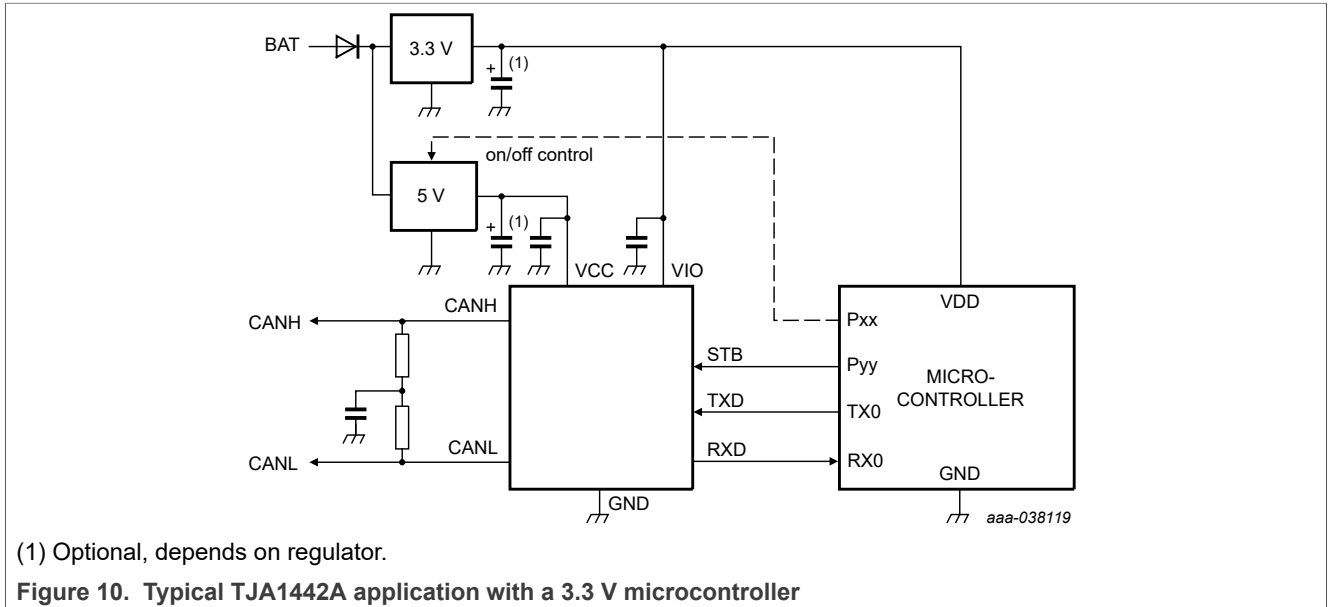 BAT
3.3 V
+ (1)
on/off control
5 V
+ (1)
VCC
VIO
CANH
CANH
VDD
Pxx
STB
Pyy
MICRO-
CONTROLLER
TXD
TX0
CANL
CANL
RXD
RX0
GND
GND
aaa-038119
(1) Optional, depends on regulator.
Figure 10. Typical TJA1442A application with a 3.3 V microcontroller